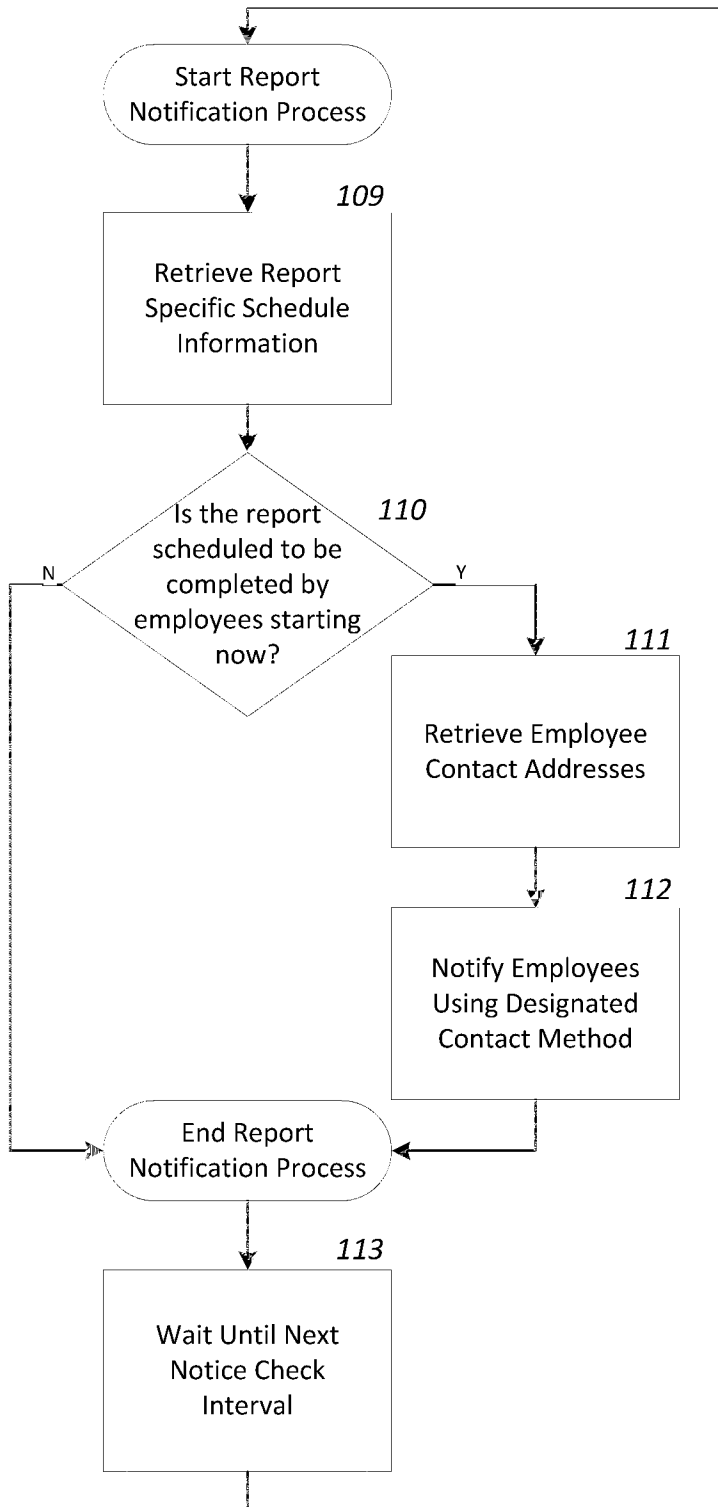 Start Report
Notification Process
109
Retrieve Report
Specific Schedule
Information
110
Is the report
scheduled to be
completed by
employees starting
now?
N
Y
111
Retrieve Employee
Contact Addresses
112
Notify Employees
Using Designated
Contact Method
End Report
Notification Process
113
Wait Until Next
Notice Check
Interval